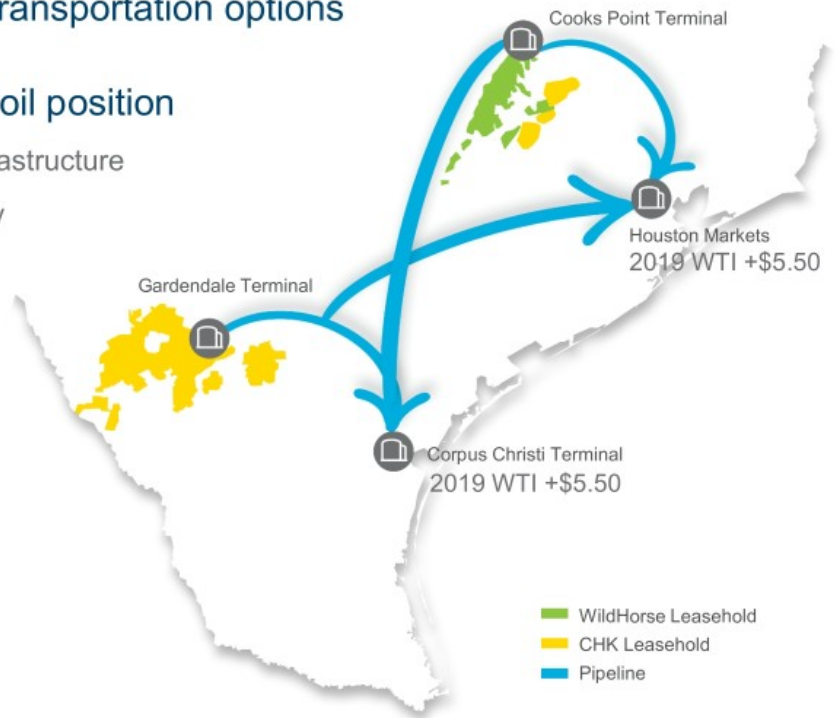 ransportation options
oil position
astructure
Cooks Point Terminal
Houston Markets
2019 WTI +$5.50
Gardendale Terminal
Corpus Christi Terminal
2019 WTI +$5.50
WildHorse Leasehold
CHK Leasehold
Pipeline